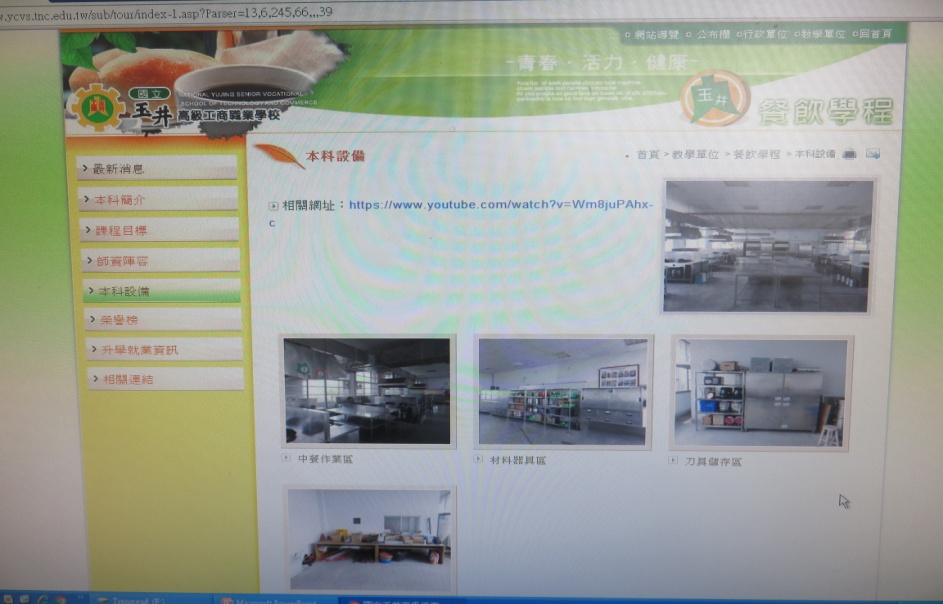 .ycvs.tnc.edu.tw/sub/tour/index-1.asp?Parser=13,6,245,66,,,39
網站導覽 公布欄 行政單位 教學單位 回首頁
-青春‧活力‧健康-
國立
玉井
NATIONAL YUJING SENIOR VOCATIONAL
SCHOOL OF TECHNOLOGY AND COMMERCE
高級工商職業學校
玉井
餐飲學程
> 最新消息
> 本科簡介
> 課程目標
> 師資陣容
> 本科設備
> 榮譽榜
> 升學就業資訊
> 相關連結
本科設備
首頁 > 教學單位 > 餐飲學程 > 本科設備
相關網址：https://www.youtube.com/watch?v=Wm8juPAhx-
c
中餐作業區
材料器具區
刀具儲存區